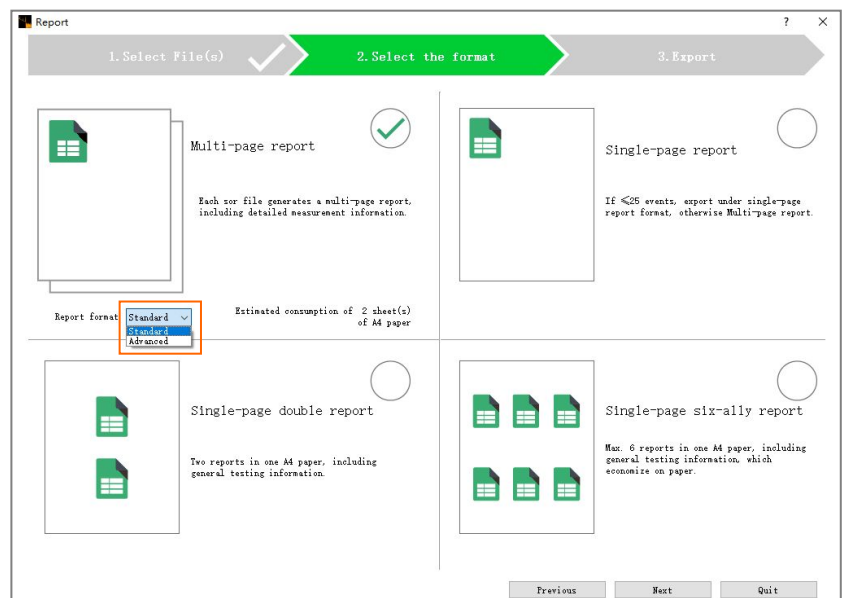 Report
?
1.Select File(s)
2.Select the format
3.Export
Multi-page report
Each sor file generates a multi-page report,
including detailed measurement information.
Report format
Standard
Standard
Advanced
Estimated consumption of 2 sheet(s)
of A4 paper
Single-page report
If ≤25 events, export under single-page
report format, otherwise Multi-page report.
Single-page double report
Two reports in one A4 paper, including
general testing information.
Single-page six-ally report
Max. 6 reports in one A4 paper, including
general testing information, which
economize on paper.
Previous
Next
Quit